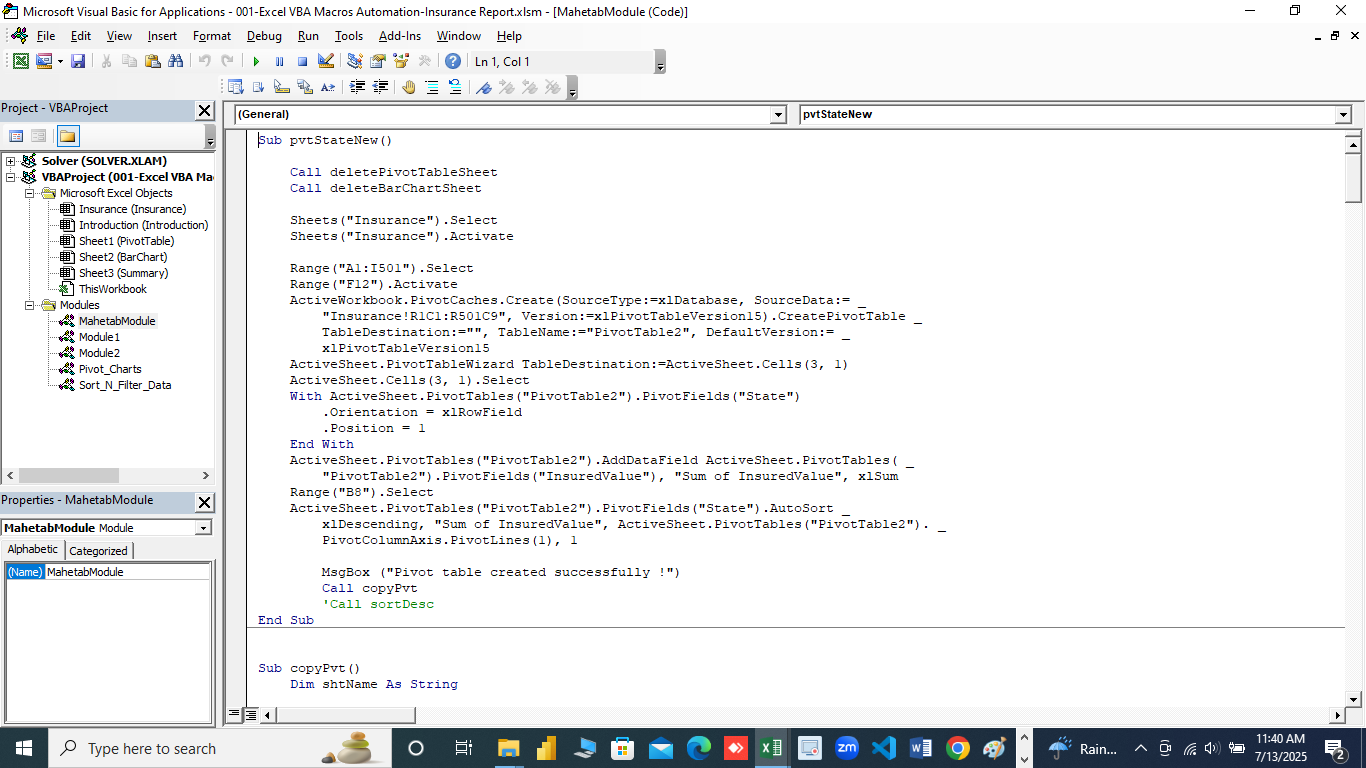 Microsoft Visual Basic for Applications - 001-Excel VBA Macros Automation-Insurance Report.xlsm - [MahetabModule (Code)]
File Edit View Insert Format Debug Run Tools Add-Ins Window Help
Ln 1, Col 1
Project - VBAProject
Solver (SOLVER.XLAM)
VBAProject (001-Excel VBA Ma
Microsoft Excel Objects
Insurance (Insurance)
Introduction (Introduction)
Sheet1 (PivotTable)
Sheet2 (BarChart)
Sheet3 (Summary)
ThisWorkbook
Modules
MahetabModule
Module1
Module2
Pivot_Charts
Sort_N_Filter_Data
Properties - MahetabModule
MahetabModule Module
Alphabetic Categorized
(Name) MahetabModule
(General) pvtStateNew
Sub pvtStateNew()
Call deletePivotTableSheet
Call deleteBarChartSheet
Sheets("Insurance").Select
Sheets("Insurance").Activate
Range("A1:I501").Select
Range("F12").Activate
ActiveWorkbook.PivotCaches.Create(SourceType:=xlDatabase, SourceData:= _
"Insurance!R1C1:R501C9", Version:=xlPivotTableVersion15).CreatePivotTable _
TableDestination:="", TableName:="PivotTable2", DefaultVersion:= _
xlPivotTableVersion15
ActiveSheet.PivotTableWizard TableDestination:=ActiveSheet.Cells(3, 1)
ActiveSheet.Cells(3, 1).Select
With ActiveSheet.PivotTables("PivotTable2").PivotFields("State")
.Orientation = xlRowField
.Position = 1
End With
ActiveSheet.PivotTables("PivotTable2").AddDataField ActiveSheet.PivotTables( _
"PivotTable2").PivotFields("InsuredValue"), "Sum of InsuredValue", xlSum
Range("B8").Select
ActiveSheet.PivotTables("PivotTable2").PivotFields("State").AutoSort _
xlDescending, "Sum of InsuredValue", ActiveSheet.PivotTables("PivotTable2"). _
PivotColumnAxis.PivotLines(1), 1
MsgBox ("Pivot table created successfully !")
Call copyPvt
'Call sortDesc
End Sub
Sub copyPvt()
Dim shtName As String
Type here to search
zm
Rain...
11:40 AM
7/13/2025
2